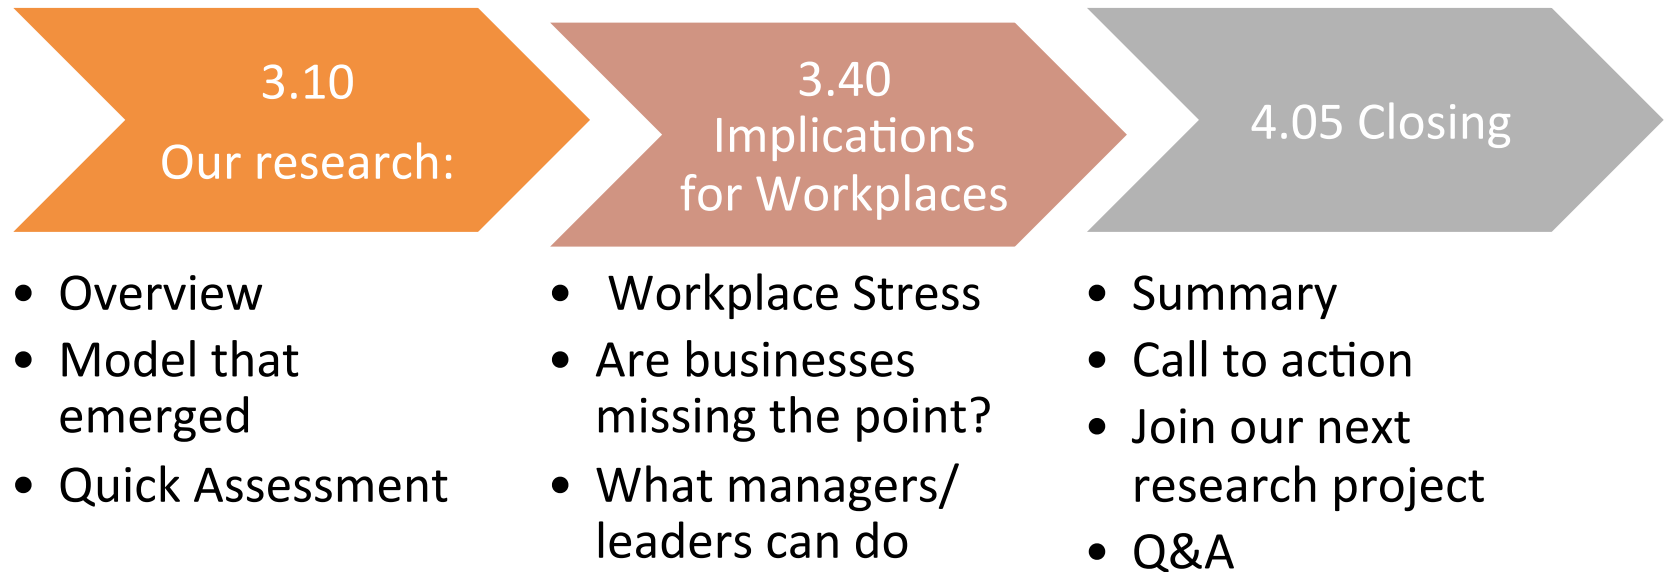 3.10
Our research:
• Overview
• Model that
emerged
• Quick Assessment
3.40
Implications
for Workplaces
• Workplace Stress
• Are businesses
missing the point?
• What managers/
leaders can do
4.05 Closing
• Summary
• Call to action
• Join our next
research project
• Q&A